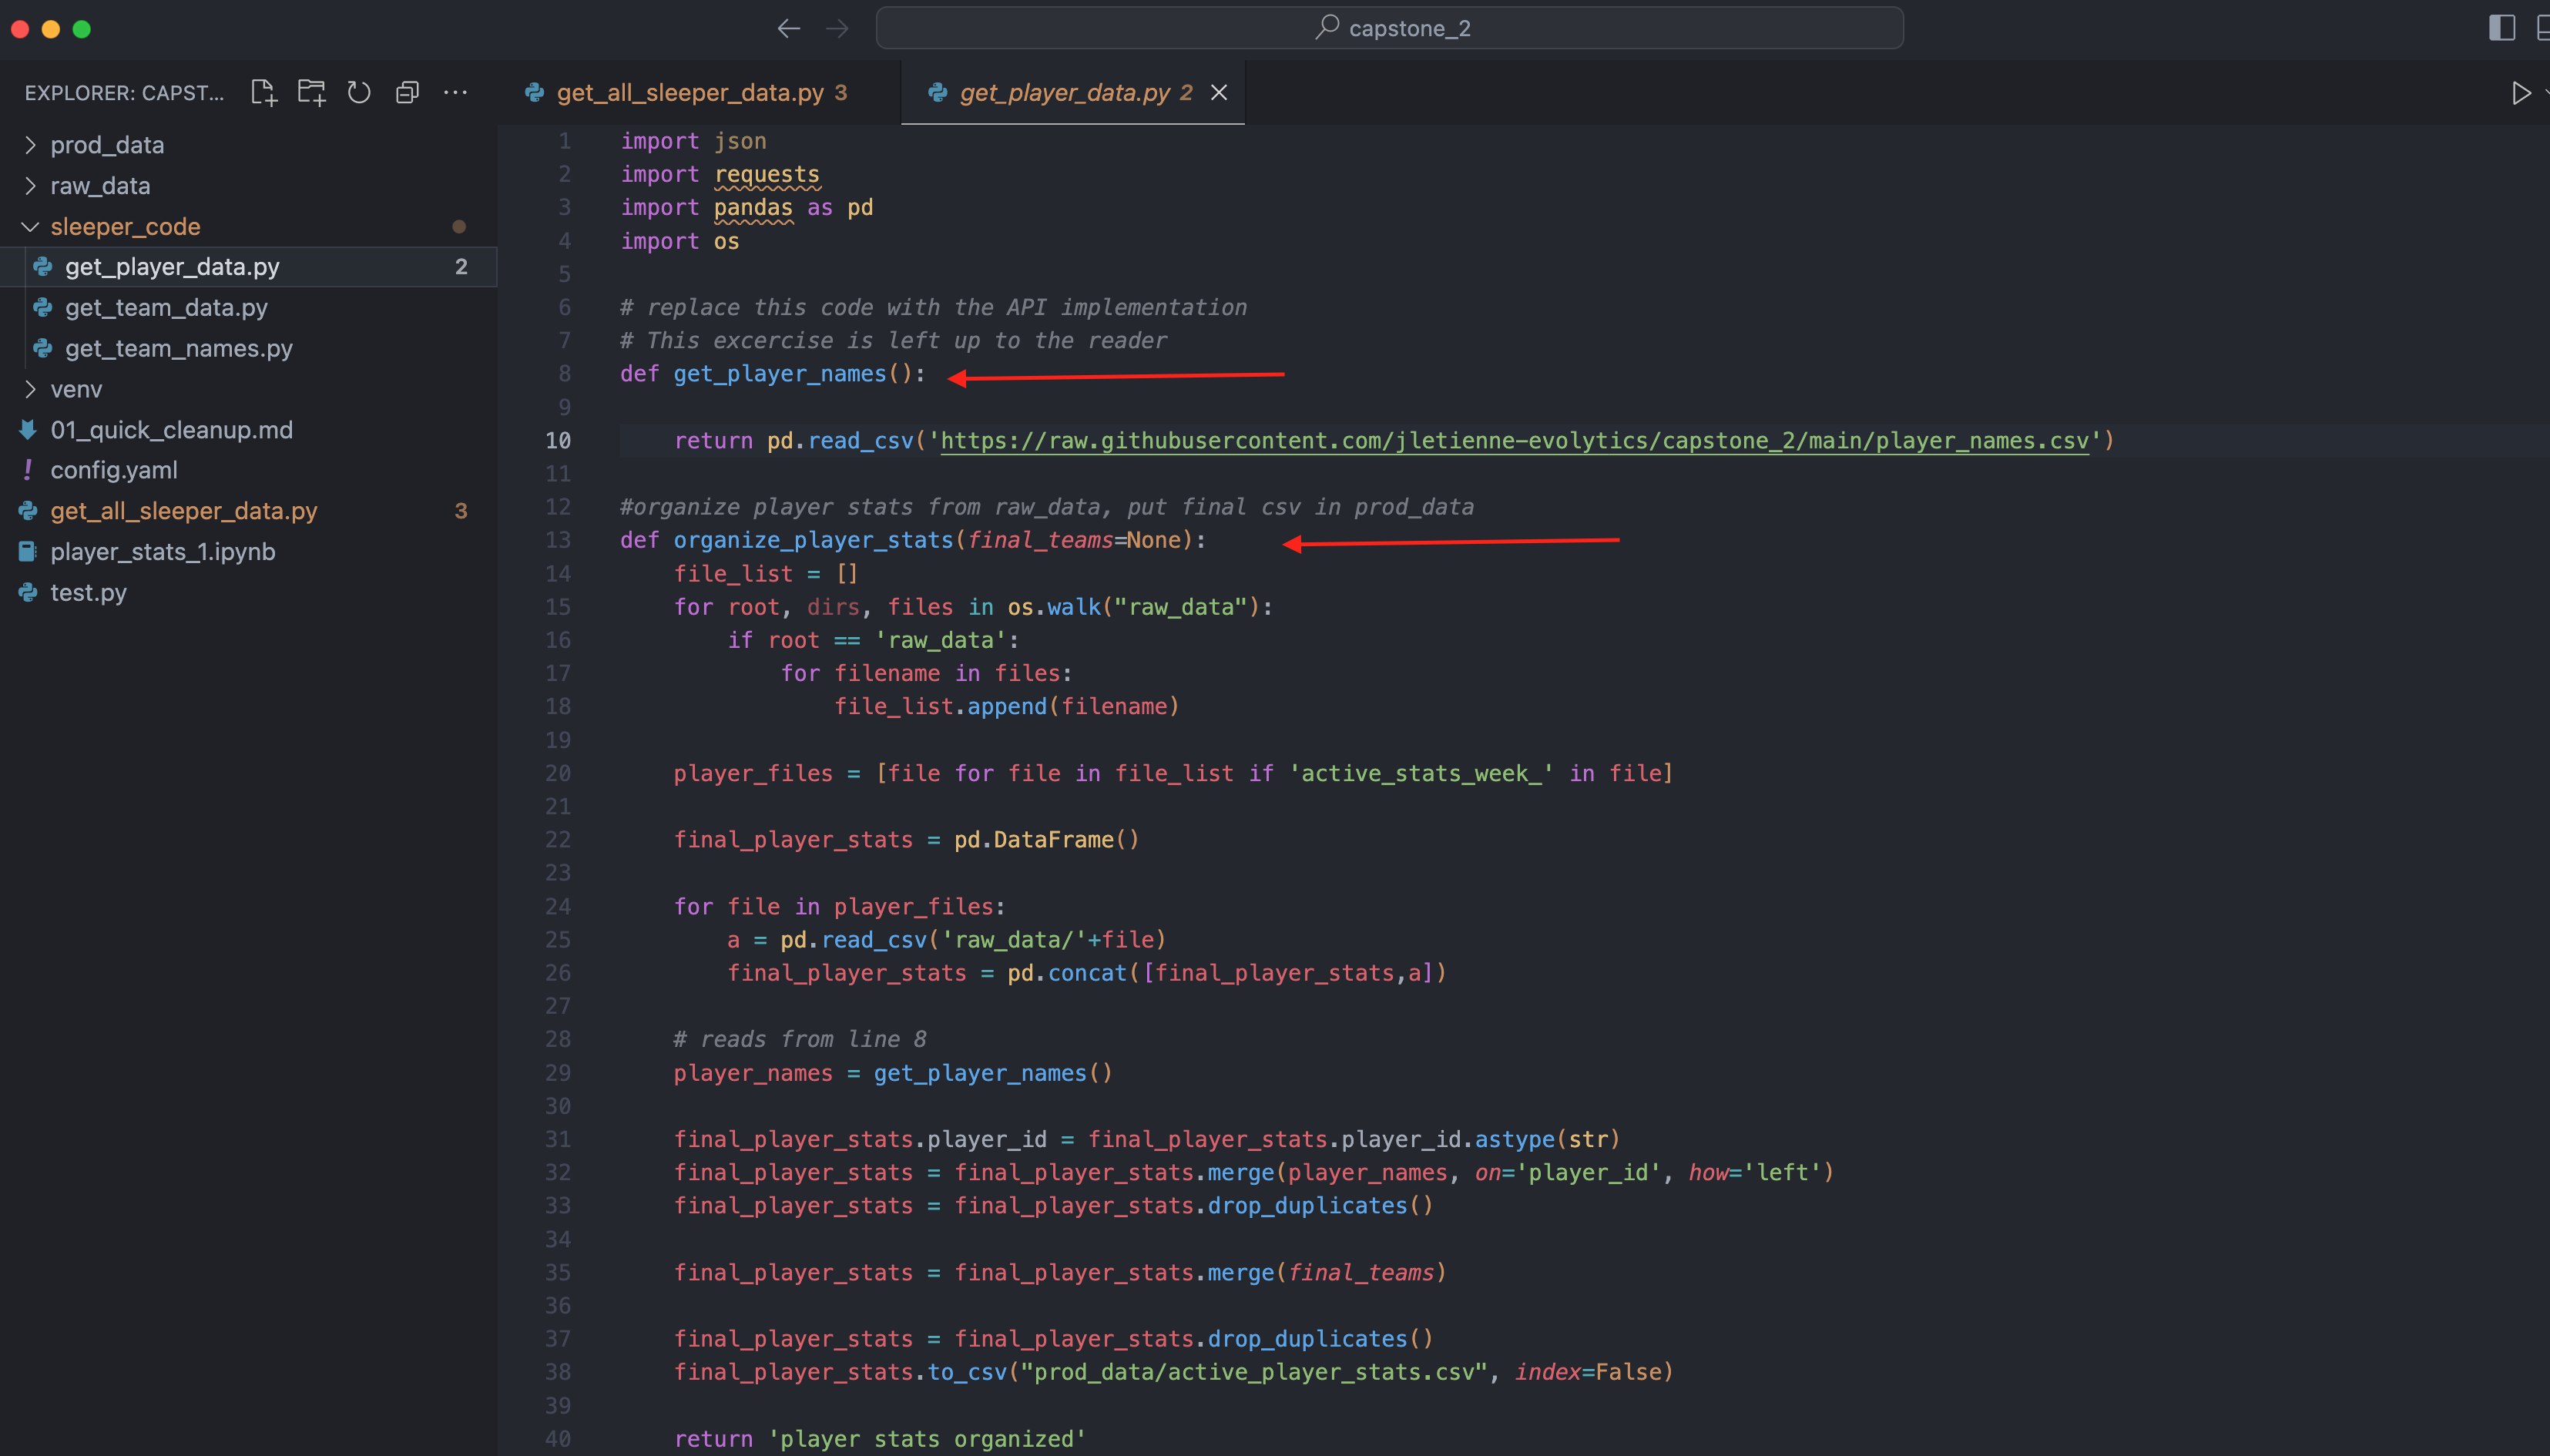 capstone_2
EXPLORER: CAPST...
get_all_sleeper_data.py 3
get_player_data.py 2
prod_data
raw_data
sleeper_code
get_player_data.py 2
get_team_data.py
get_team_names.py
venv
01_quick_cleanup.md
config.yaml
get_all_sleeper_data.py 3
player_stats_1.ipynb
test.py
1 import json
2 import requests
3 import pandas as pd
4 import os
5
6 # replace this code with the API implementation
7 # This excercise is left up to the reader
8 def get_player_names():
9
10     return pd.read_csv('https://raw.githubusercontent.com/jletienne-evolytics/capstone_2/main/player_names.csv')
11
12 #organize player stats from raw_data, put final csv in prod_data
13 def organize_player_stats(final_teams=None):
14     file_list = []
15     for root, dirs, files in os.walk("raw_data"):
16         if root == 'raw_data':
17             for filename in files:
18                 file_list.append(filename)
19
20     player_files = [file for file in file_list if 'active_stats_week_' in file]
21
22     final_player_stats = pd.DataFrame()
23
24     for file in player_files:
25         a = pd.read_csv('raw_data/'+file)
26         final_player_stats = pd.concat([final_player_stats,a])
27
28     # reads from line 8
29     player_names = get_player_names()
30
31     final_player_stats.player_id = final_player_stats.player_id.astype(str)
32     final_player_stats = final_player_stats.merge(player_names, on='player_id', how='left')
33     final_player_stats = final_player_stats.drop_duplicates()
34
35     final_player_stats = final_player_stats.merge(final_teams)
36
37     final_player_stats = final_player_stats.drop_duplicates()
38     final_player_stats.to_csv("prod_data/active_player_stats.csv", index=False)
39
40     return 'player stats organized'